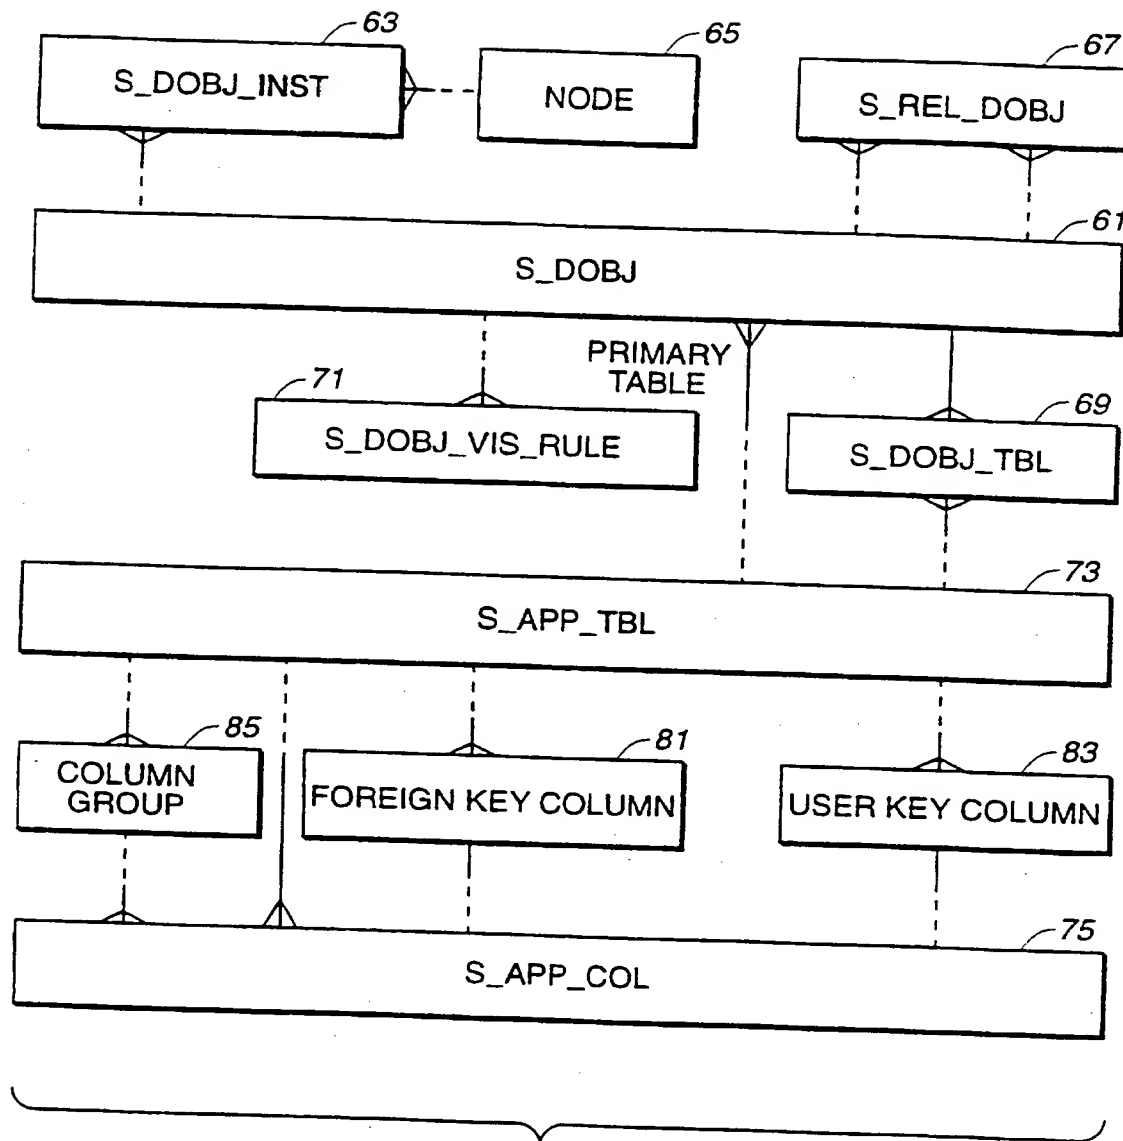 63
S_DOBJ_INST
65
NODE
67
S_REL_DOBJ
61
S_DOBJ
PRIMARY
TABLE
71
S_DOBJ_VIS_RULE
69
S_DOBJ_TBL
73
S_APP_TBL
85
COLUMN
GROUP
81
FOREIGN KEY COLUMN
83
USER KEY COLUMN
75
S_APP_COL